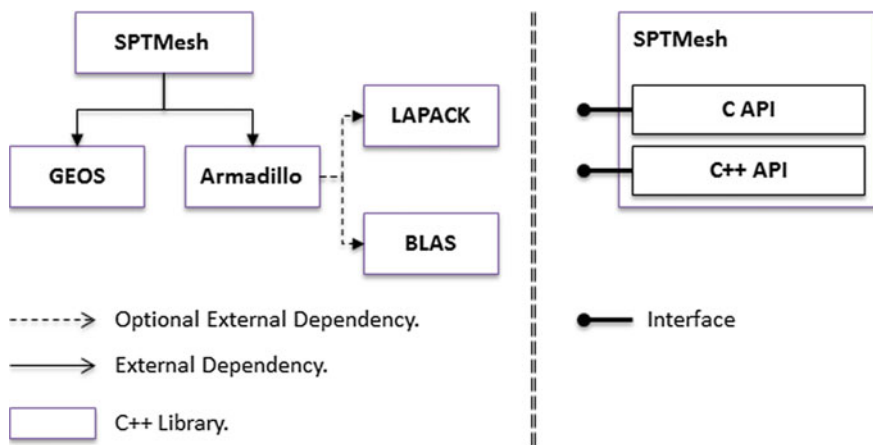 SPTMesh
GEOS
Armadillo
LAPACK
BLAS
Optional External Dependency.
External Dependency.
C++ Library.
SPTMesh
C API
C++ API
Interface